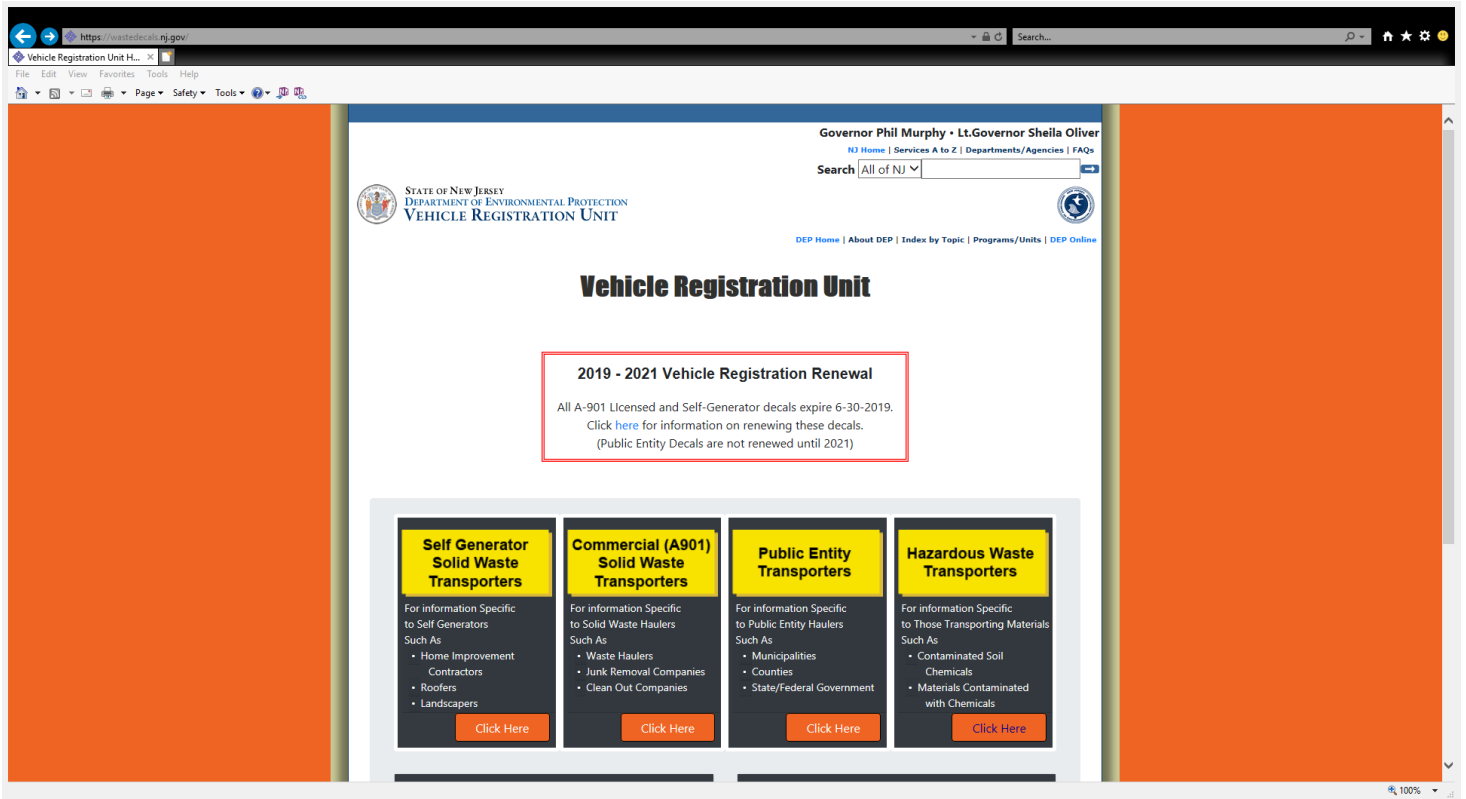 https://wastedecals.nj.gov/
Search...
Vehicle Registration Unit H...
File Edit View Favorites Tools Help
Page Safety Tools
Governor Phil Murphy • Lt.Governor Sheila Oliver
NJ Home | Services A to Z | Departments/Agencies | FAQs
Search All of NJ
STATE OF NEW JERSEY
DEPARTMENT OF ENVIRONMENTAL PROTECTION
VEHICLE REGISTRATION UNIT
DEP Home | About DEP | Index by Topic | Programs/Units | DEP Online
Vehicle Registration Unit
2019 - 2021 Vehicle Registration Renewal
All A-901 LIcensed and Self-Generator decals expire 6-30-2019.
Click here for information on renewing these decals.
(Public Entity Decals are not renewed until 2021)
Self Generator
Solid Waste
Transporters
For information Specific
to Self Generators
Such As
• Home Improvement
Contractors
• Roofers
• Landscapers
Click Here
Commercial (A901)
Solid Waste
Transporters
For information Specific
to Solid Waste Haulers
Such As
• Waste Haulers
• Junk Removal Companies
• Clean Out Companies
Click Here
Public Entity
Transporters
For information Specific
to Public Entity Haulers
Such As
• Municipalities
• Counties
• State/Federal Government
Click Here
Hazardous Waste
Transporters
For information Specific
to Those Transporting Materials
Such As
• Contaminated Soil
Chemicals
• Materials Contaminated
with Chemicals
Click Here
100%